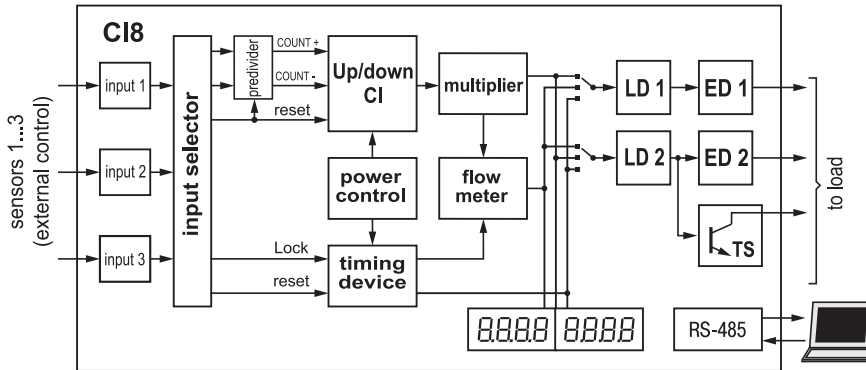 CI8
sensors 1...3
(external control)
input 1
input 2
input 3
input selector
predivider
COUNT +
COUNT -
reset
Up/down
CI
multiplier
power
control
flow
meter
Lock
reset
timing
device
LD 1
ED 1
LD 2
ED 2
TS
to load
8.8.8.8 8.8.8.8
RS-485